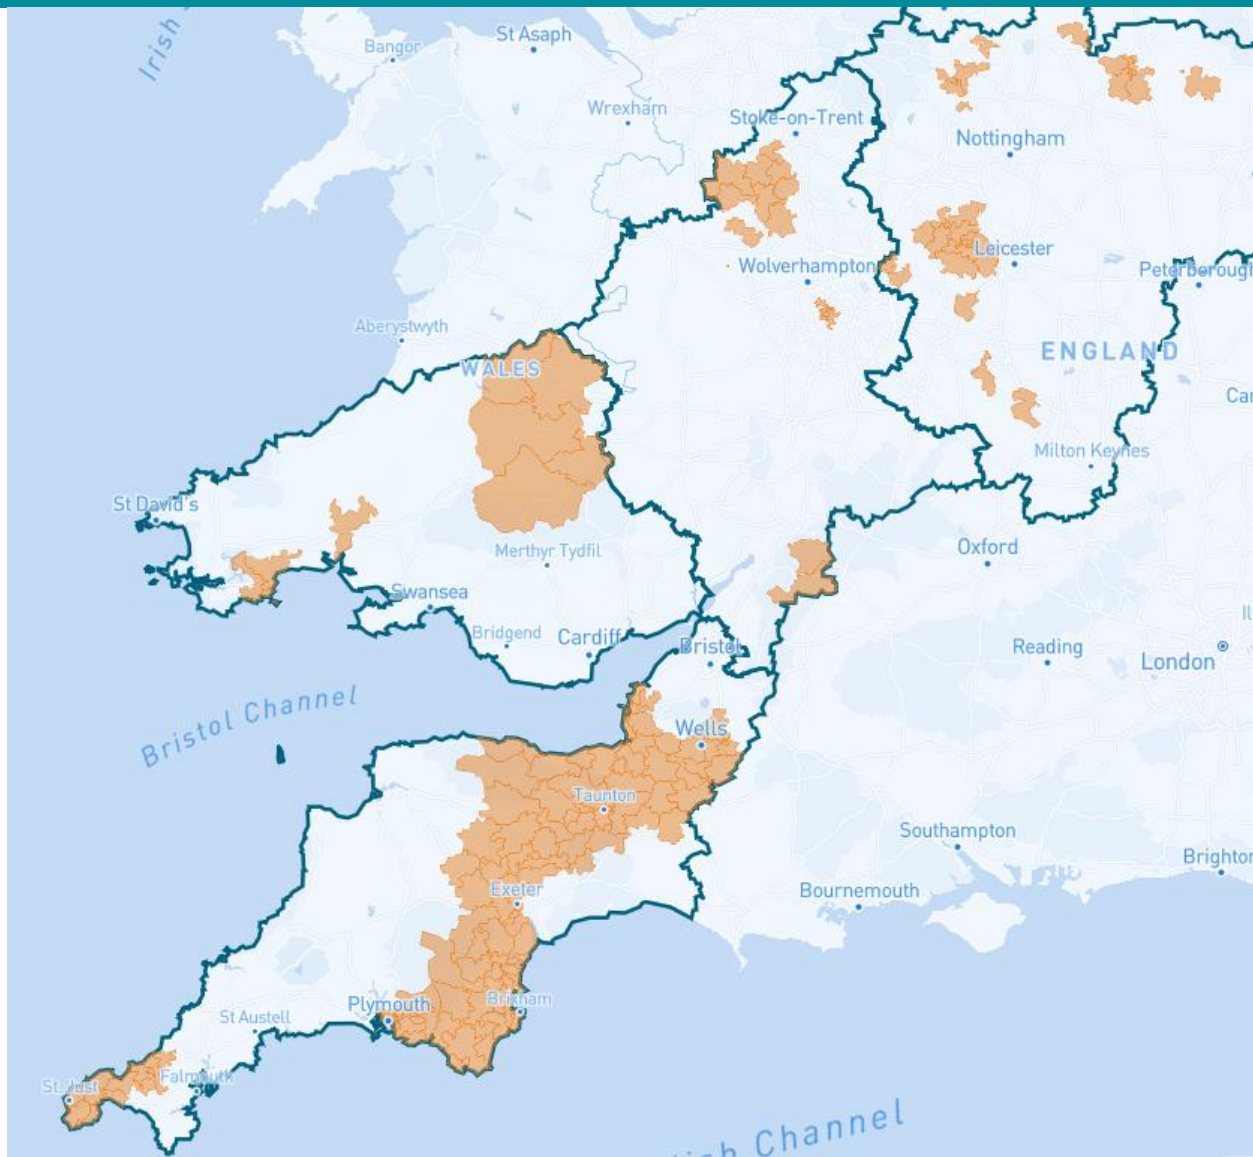 Irish
Bangor
St Asaph
Wrexham
Stoke-on-Trent
Nottingham
Leicester
Wolverhampton
Peterborough
Aberystwyth
WALES
ENGLAND
Milton Keynes
St David's
Merthyr Tydfil
Oxford
Swansea
Bridgend
Cardiff
Bristol
Reading
London
Bristol Channel
Wells
Taunton
Southampton
Brighton
Exeter
Bournemouth
Plymouth
Brixham
St Austell
St. Just
Falmouth
Channel